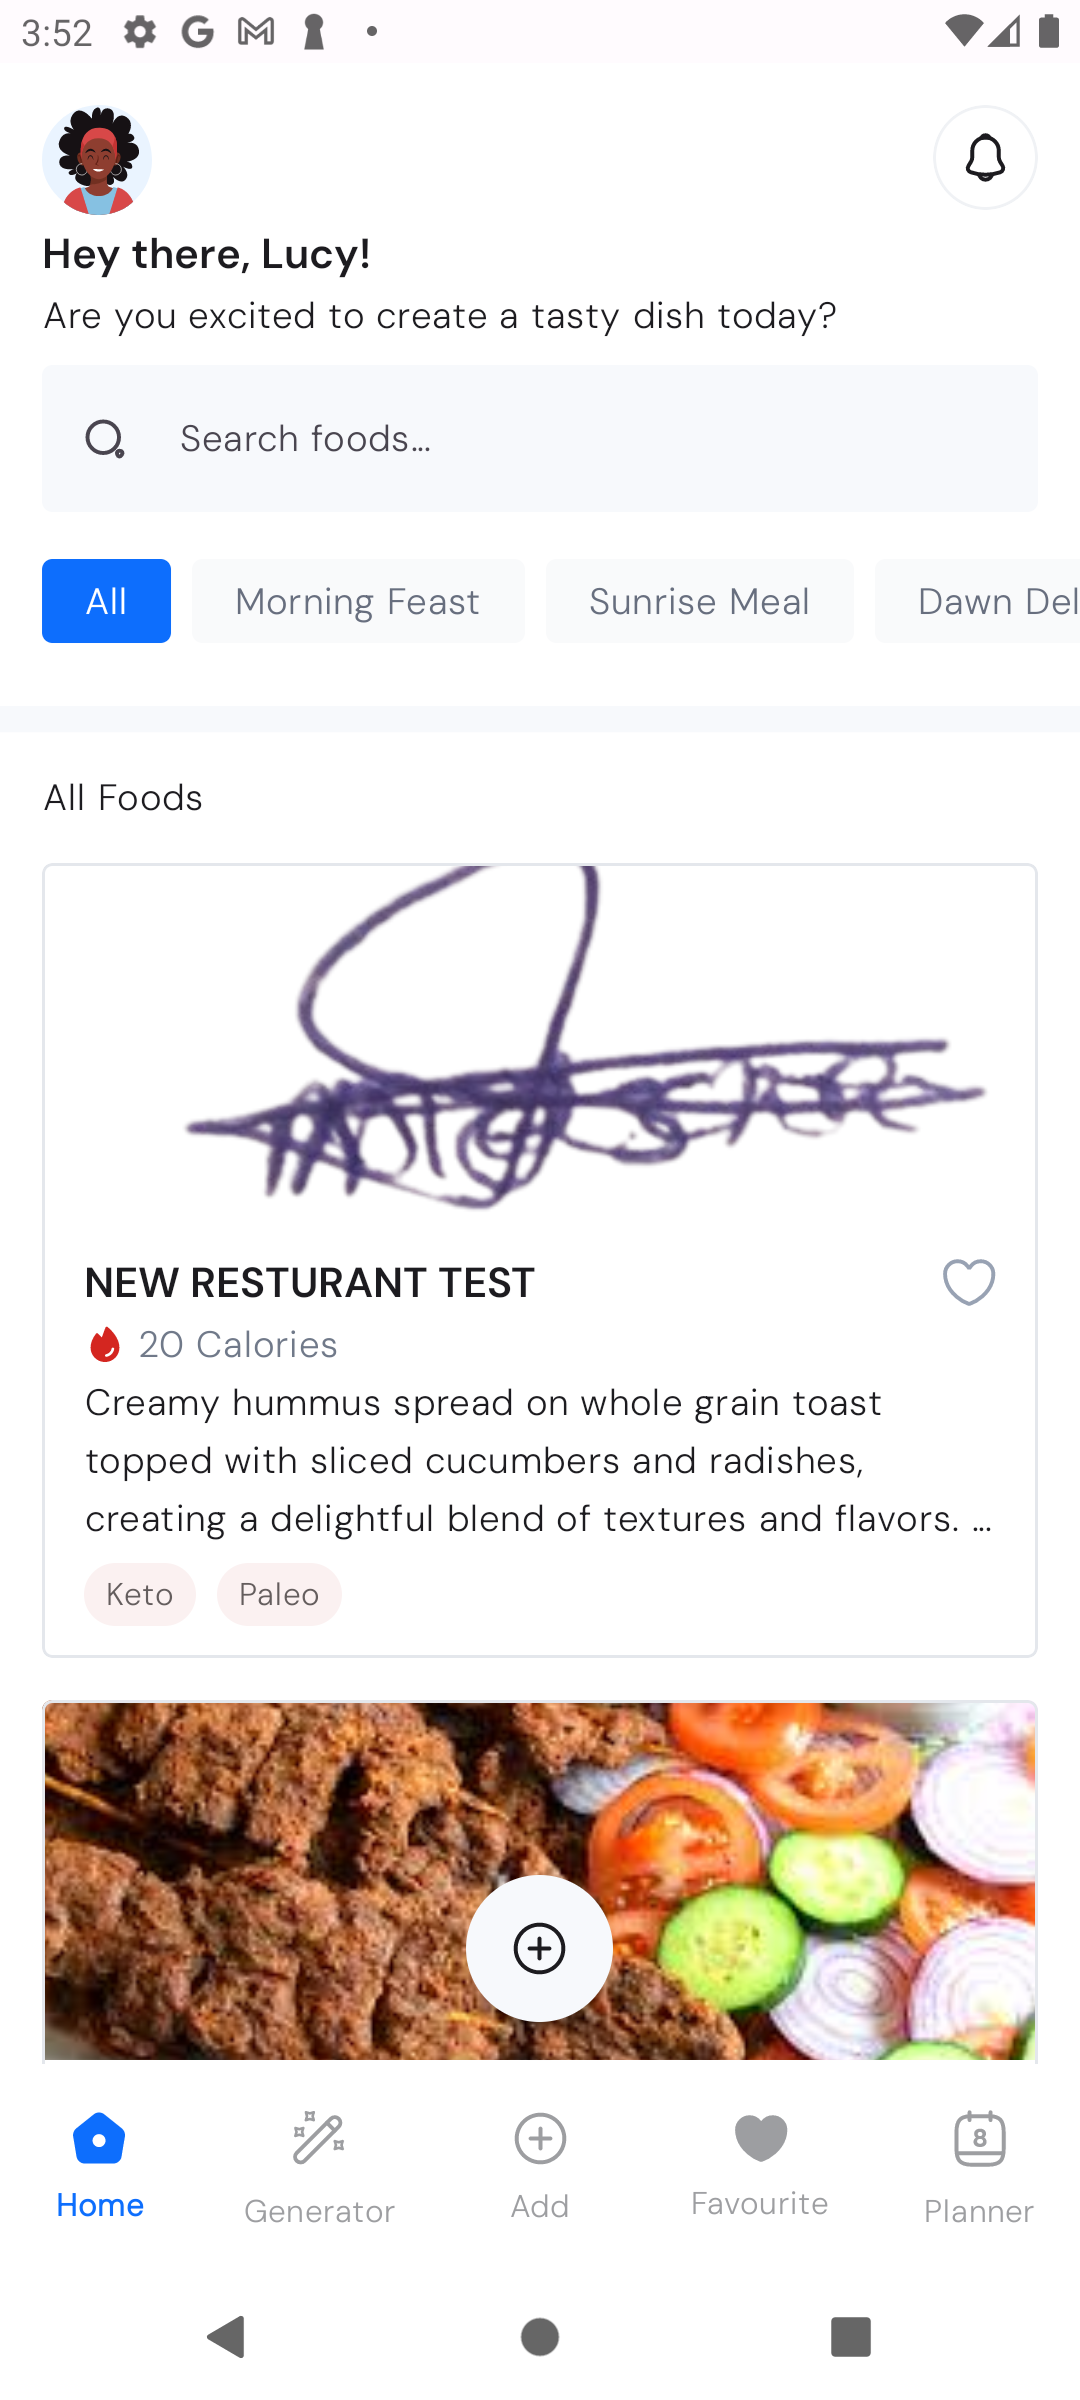 3:52
Hey there, Lucy!
Are you excited to create a tasty dish today?
Search foods...
All
Morning Feast
Sunrise Meal
Dawn Del
All Foods
NEW RESTURANT TEST
20 Calories
Creamy hummus spread on whole grain toast
topped with sliced cucumbers and radishes,
creating a delightful blend of textures and flavors. ...
Keto
Paleo
Home
Generator
Add
Favourite
8
Planner